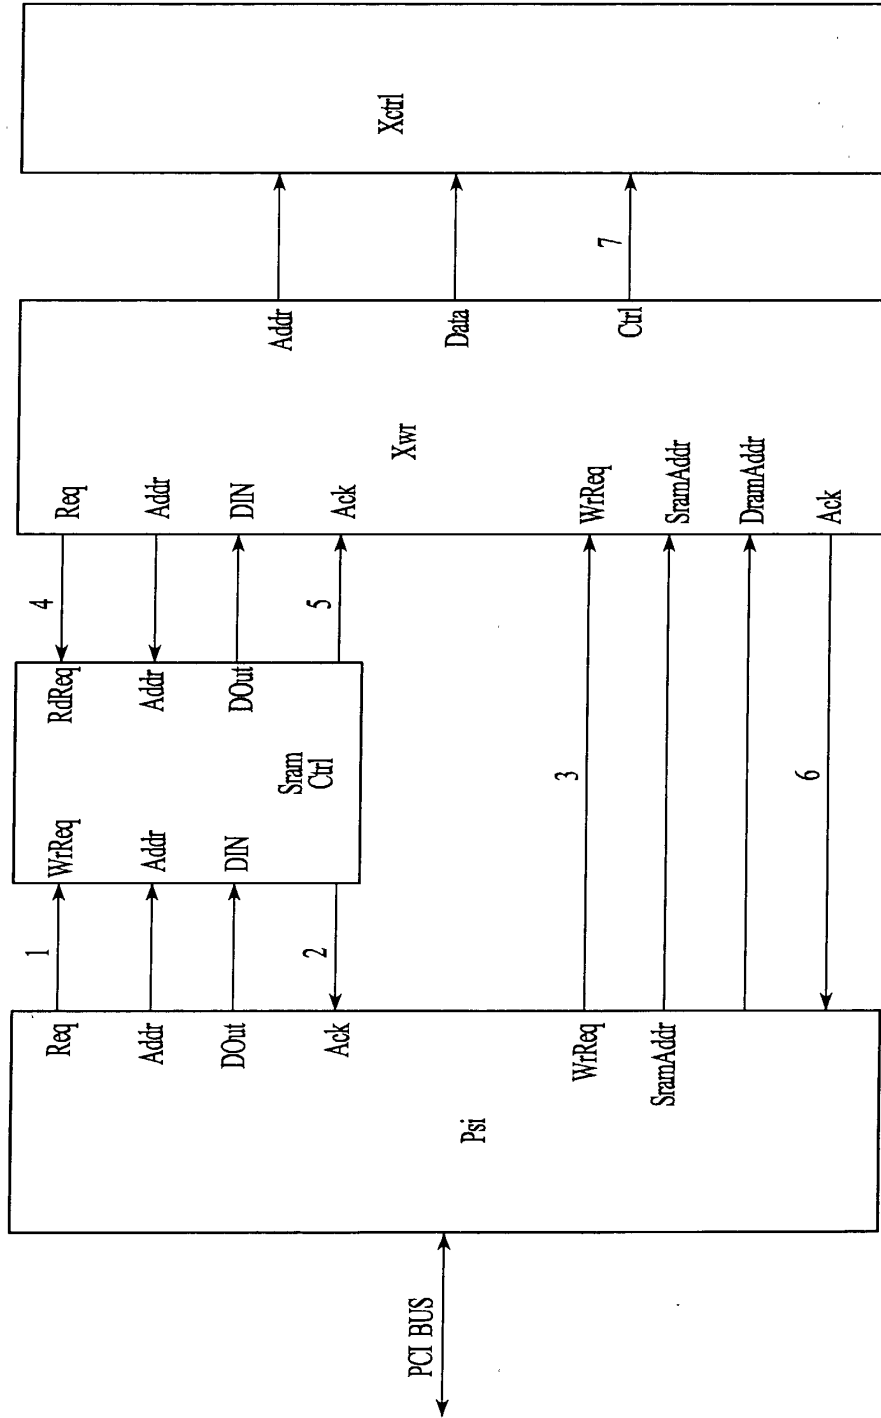 PCI BUS
Psi
Req
Addr
DOut
Ack
WrReq
SramAddr
1
2
3
6
WrReq
Addr
DIN
Sram
Ctrl
RdReq
Addr
DOut
4
5
Req
Addr
DIN
Ack
Xwr
WrReq
SramAddr
DramAddr
Ack
Addr
Data
Ctrl
7
Xctrl